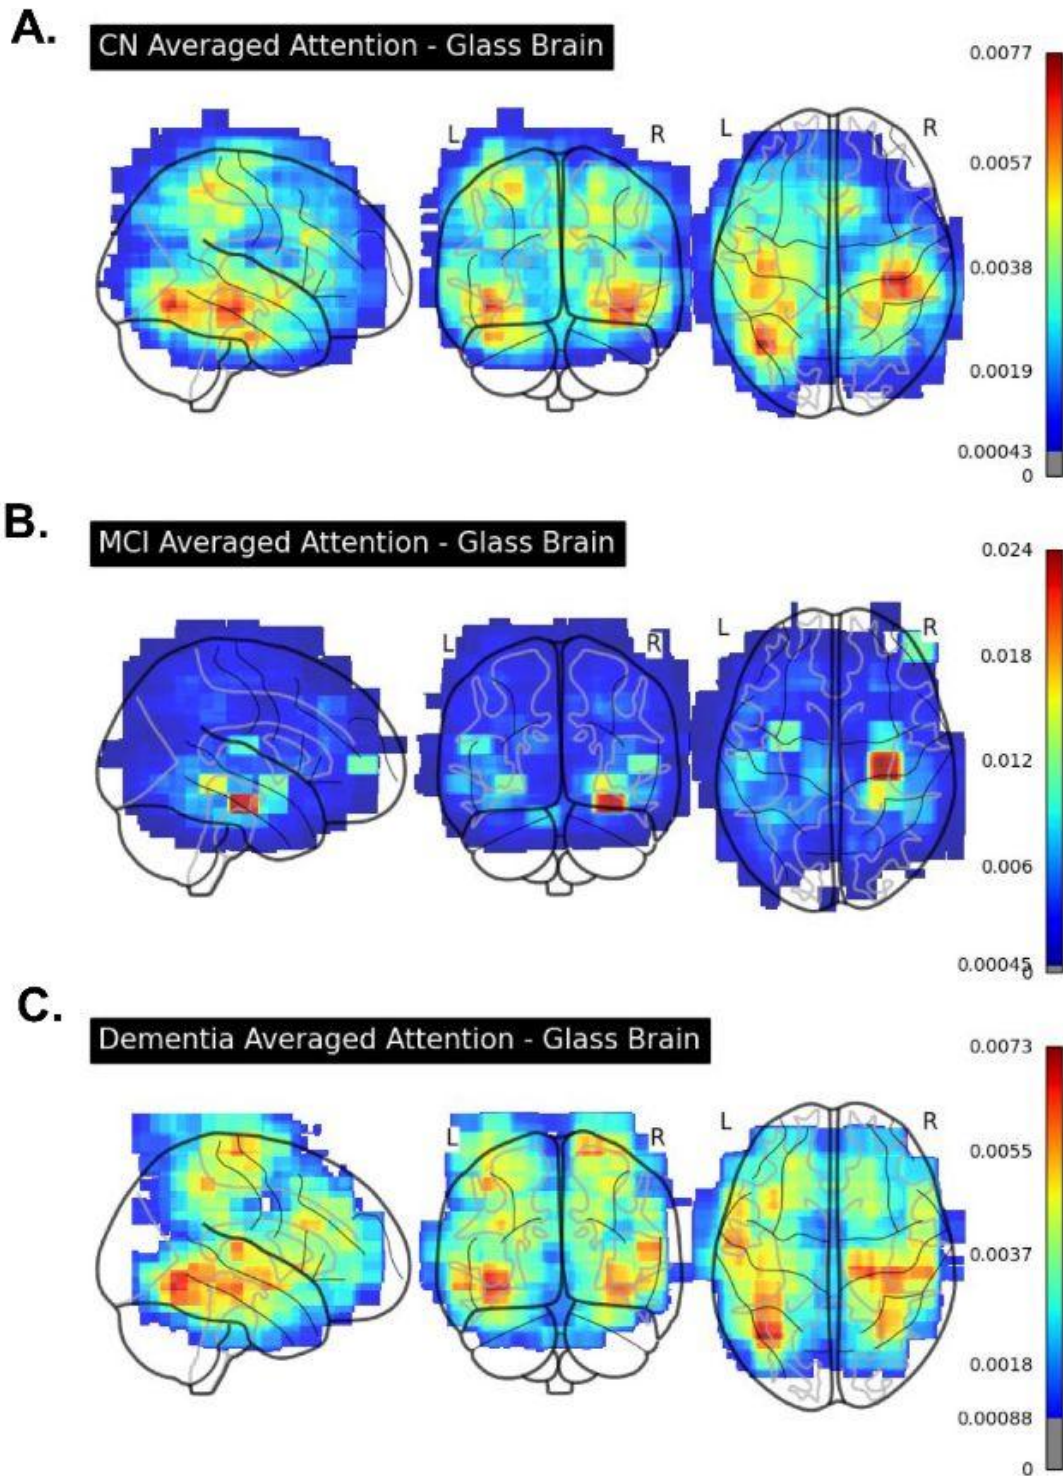 A.
CN Averaged Attention - Glass Brain
0.0077
L R L R
0.0057
0.0038
0.0019
0.00043
0
B.
MCI Averaged Attention - Glass Brain
0.024
L R L R
0.018
0.012
0.006
0.00045
0
C.
Dementia Averaged Attention - Glass Brain
0.0073
L R L R
0.0055
0.0037
0.0018
0.00088
0